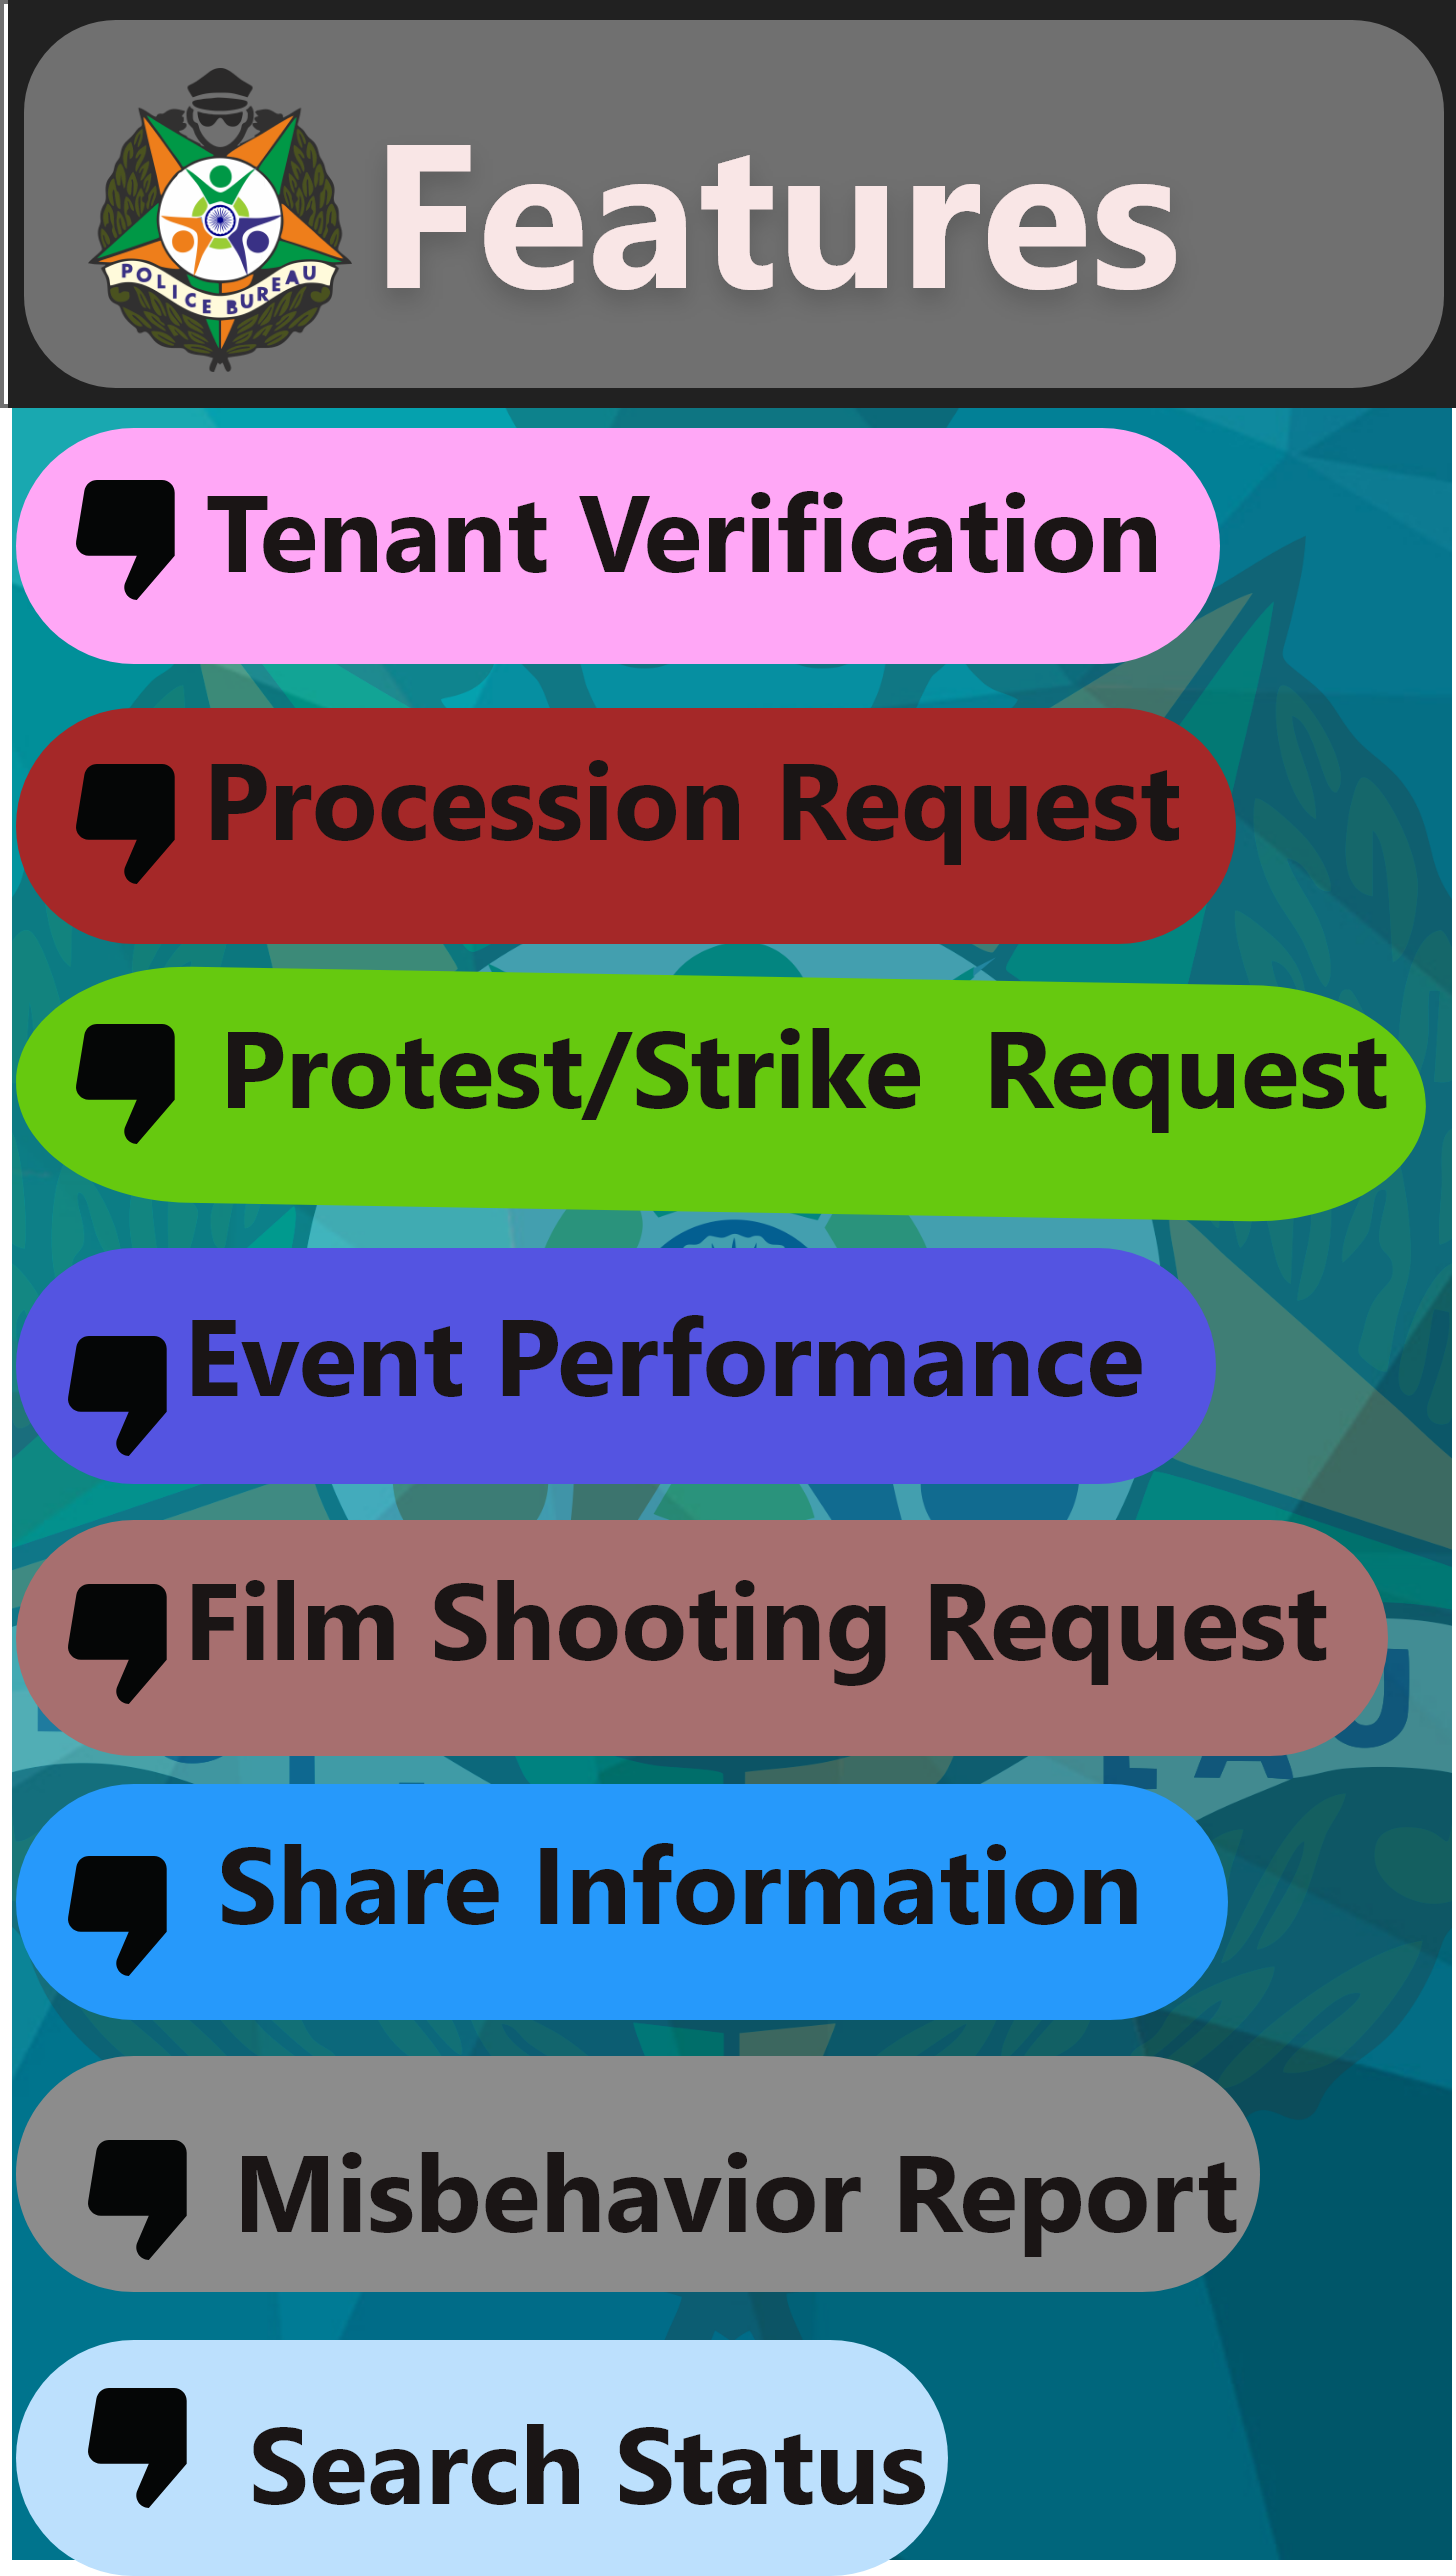 POLICE BUREAU
Features
Tenant Verification
Procession Request
Protest/Strike Request
Event Performance
Film Shooting Request
Share Information
Misbehavior Report
Search Status